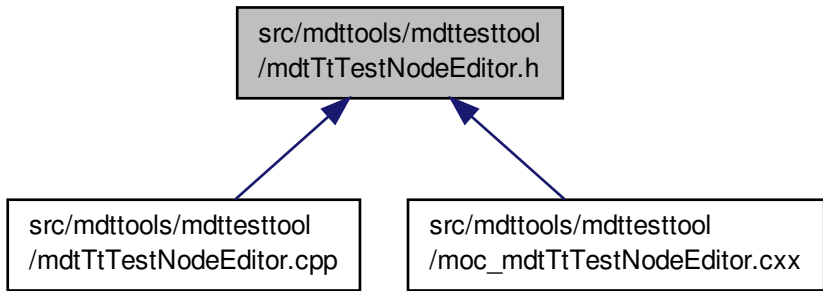 src/mdttools/mdttesttool
/mdtTtTestNodeEditor.h
src/mdttools/mdttesttool
/mdtTtTestNodeEditor.cpp
src/mdttools/mdttesttool
/moc_mdtTtTestNodeEditor.cxx